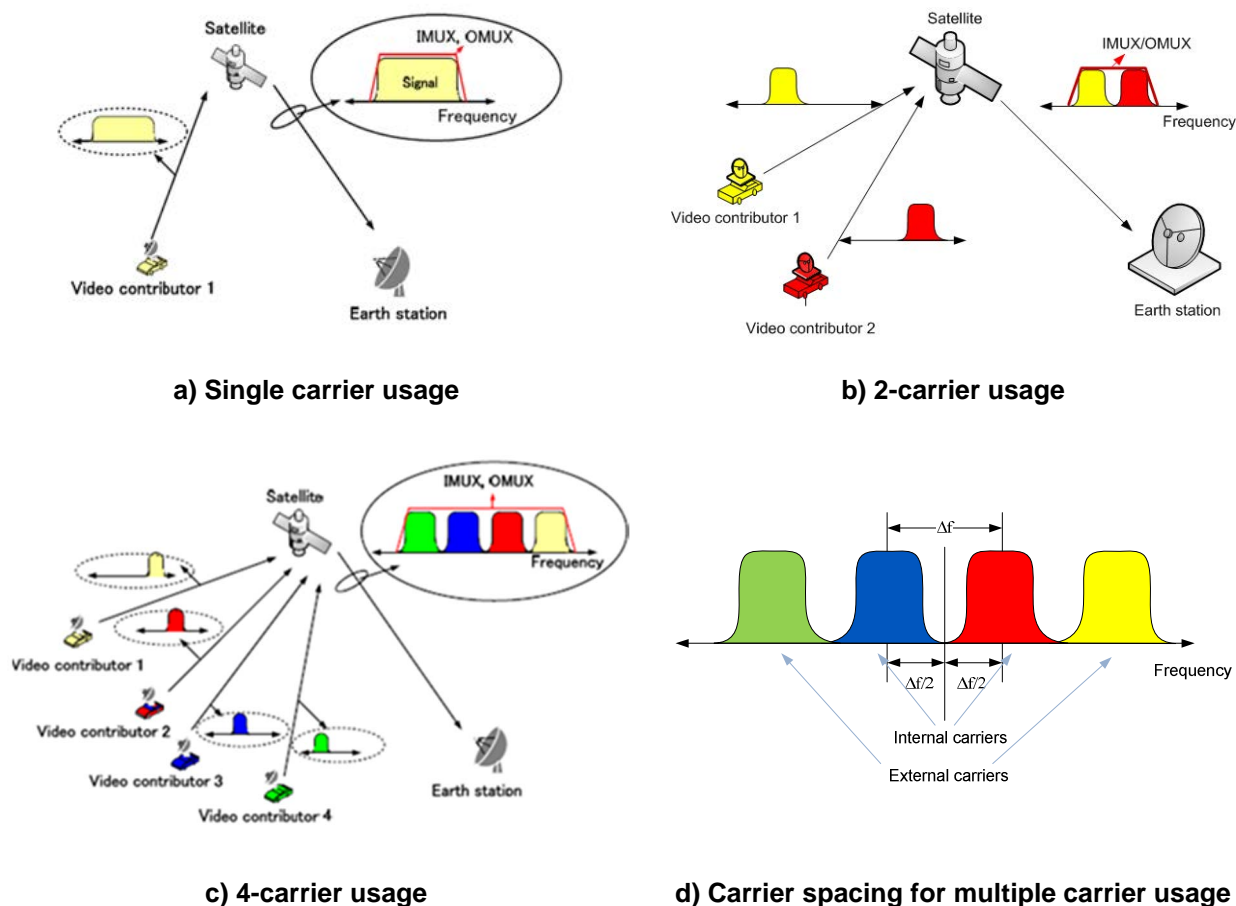 Satellite
IMUX, OMUX
Signal
Frequency
Video contributor 1
Earth station
a) Single carrier usage
Satellite
IMUX/OMUX
Frequency
Video contributor 1
Video contributor 2
Earth station
b) 2-carrier usage
Satellite
IMUX, OMUX
Frequency
Video contributor 1
Video contributor 2
Video contributor 3
Video contributor 4
Earth station
c) 4-carrier usage
Δf
Frequency
Δf/2
Δf/2
Internal carriers
External carriers
d) Carrier spacing for multiple carrier usage